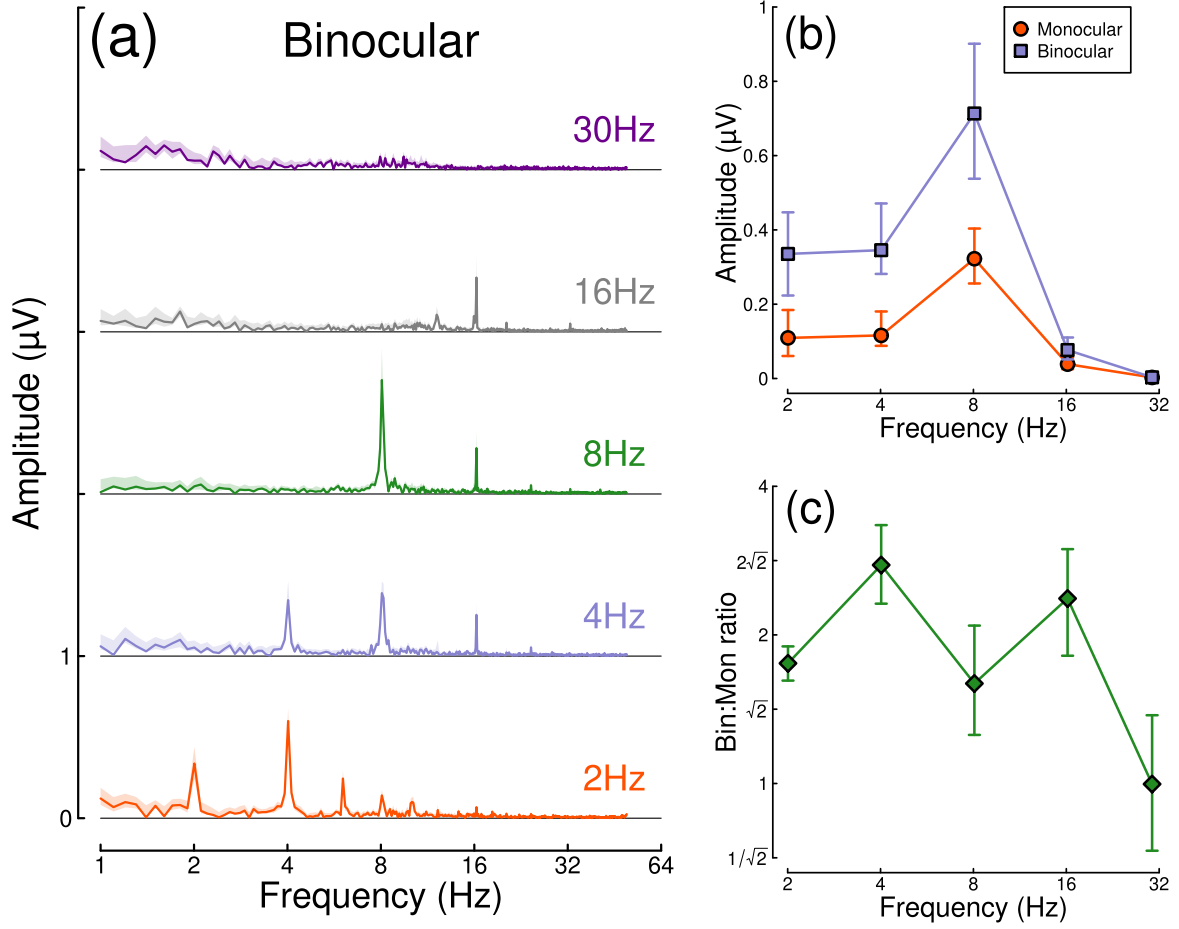 (a)
Binocular
30Hz
16Hz
8Hz
4Hz
2Hz
Amplitude (µV)
1
0
1 2 4 8 16 32 64
Frequency (Hz)
(b)
Monocular
Binocular
Amplitude (µV)
1
0.8
0.6
0.4
0.2
0
2 4 8 16 32
Frequency (Hz)
(c)
Bin:Mon ratio
4
2√2
2
√2
1
1/√2
2 4 8 16 32
Frequency (Hz)